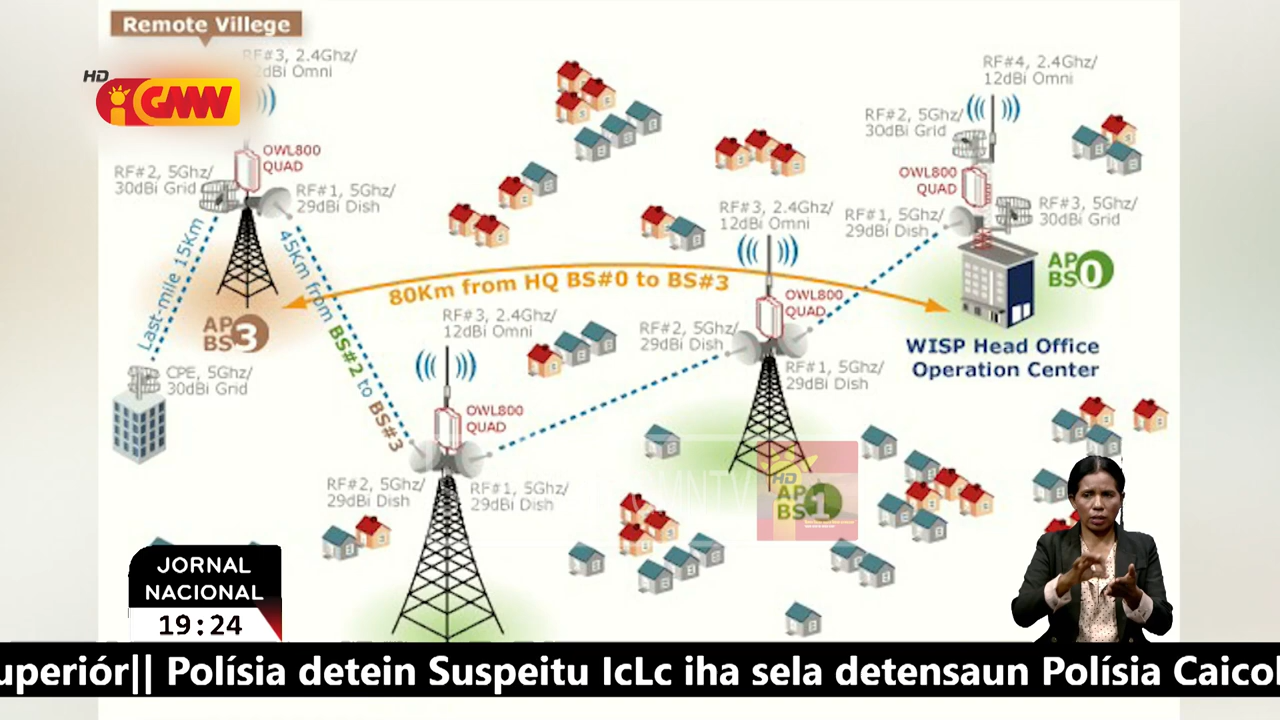 Remote Villege
RF#3, 2.4Ghz/
12dBi Omni
HD
GMN
OWL800
QUAD
RF#2, 5Ghz/
30dBi Grid
RF#1, 5Ghz/
29dBi Dish
Last-mile 15Km
45Km from BS#2 to BS#3
AP
BS 3
CPE, 5Ghz/
30dBi Grid
80Km from HQ BS#0 to BS#3
RF#3, 2.4Ghz/
12dBi Omni
OWL800
QUAD
RF#2, 5Ghz/
29dBi Dish
RF#1, 5Ghz/
29dBi Dish
RF#3, 2.4Ghz/
12dBi Omni
OWL800
QUAD
RF#2, 5Ghz/
29dBi Dish
RF#1, 5Ghz/
29dBi Dish
HD
AP
BS 1
RF#4, 2.4Ghz/
12dBi Omni
RF#2, 5Ghz/
30dBi Grid
OWL800
QUAD
RF#1, 5Ghz/
29dBi Dish
RF#3, 5Ghz/
30dBi Grid
AP
BS 0
WISP Head Office
Operation Center
JORNAL
NACIONAL
19:24
uperiór|| Polísia detein Suspeitu IcLc iha sela detensaun Polísia Caicol